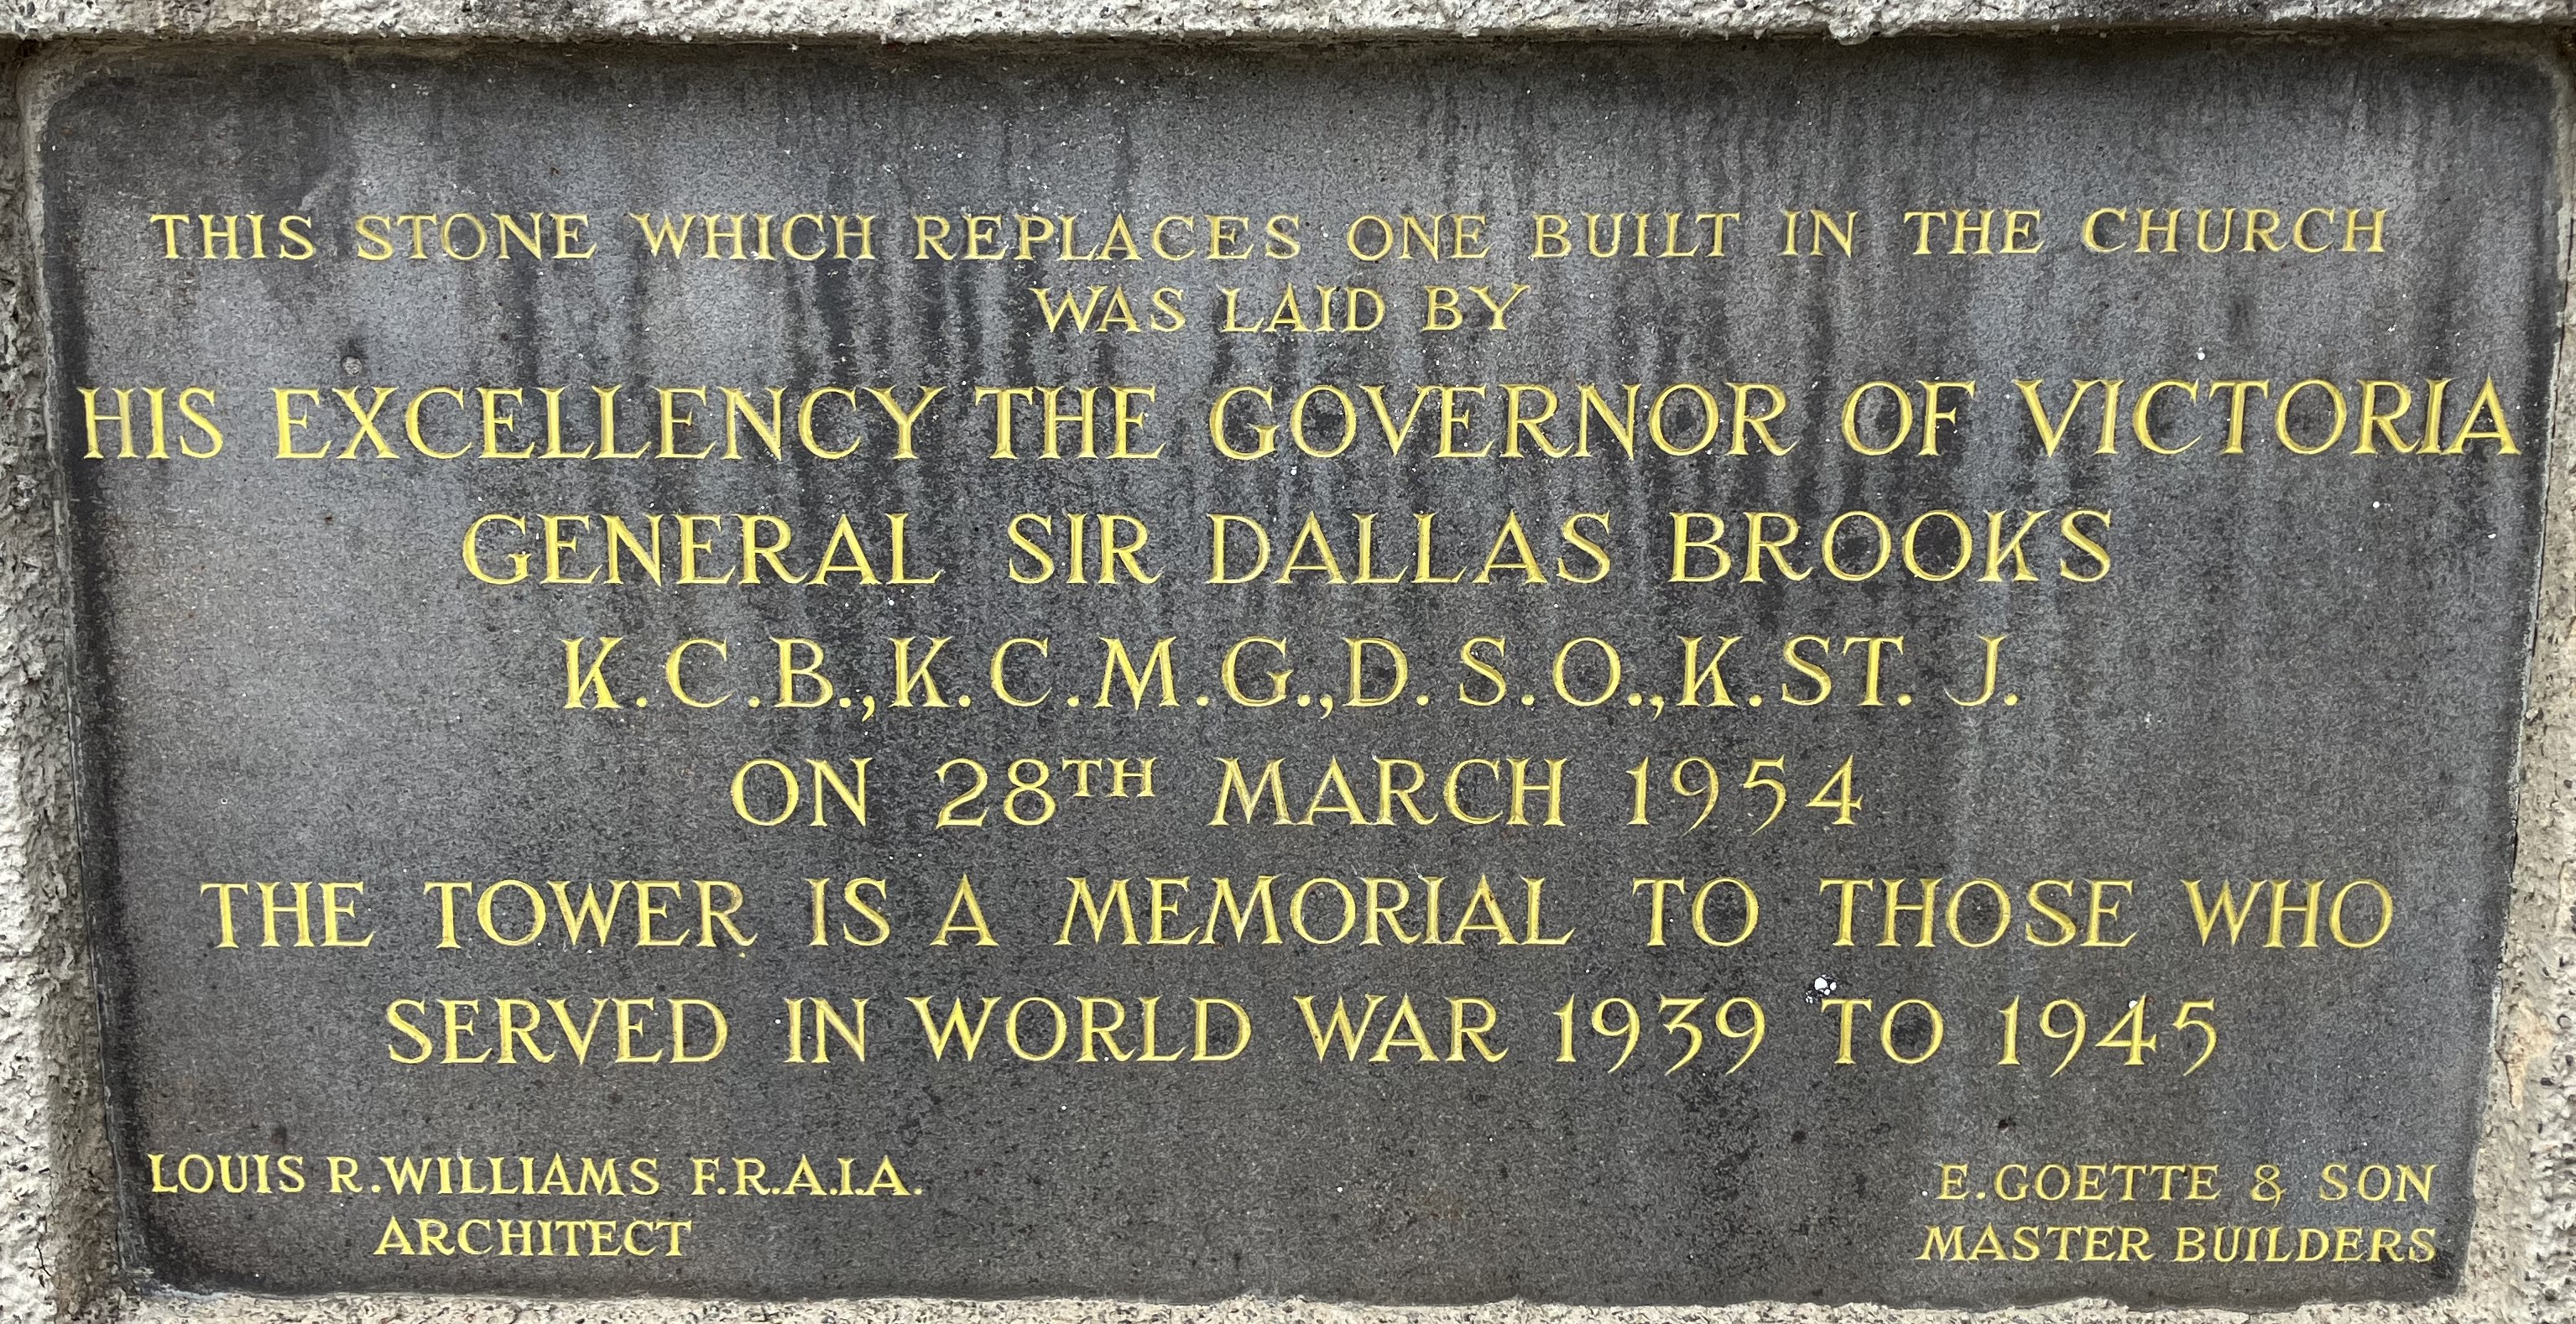 THIS STONE WHICH REPLACES ONE BUILT IN THE CHURCH
WAS LAID BY
HIS EXCELLENCY THE GOVERNOR OF VICTORIA
GENERAL SIR DALLAS BROOKS
K.C.B., K.C.M.G., D.S.O., K.ST. J.
ON 28TH MARCH 1954
THE TOWER IS A MEMORIAL TO THOSE WHO
SERVED IN WORLD WAR 1939 TO 1945
LOUIS R. WILLIAMS F.R.A.I.A.
ARCHITECT
E. GOETTE & SON
MASTER BUILDERS